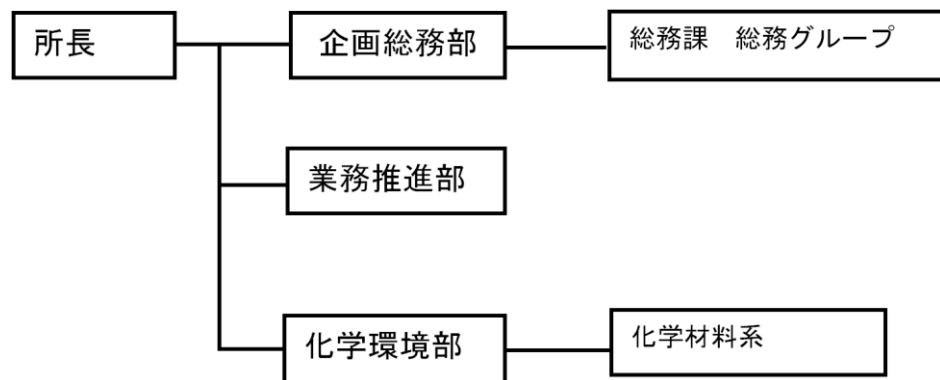 所長
企画総務部
総務課　総務グループ
業務推進部
化学環境部
化学材料系